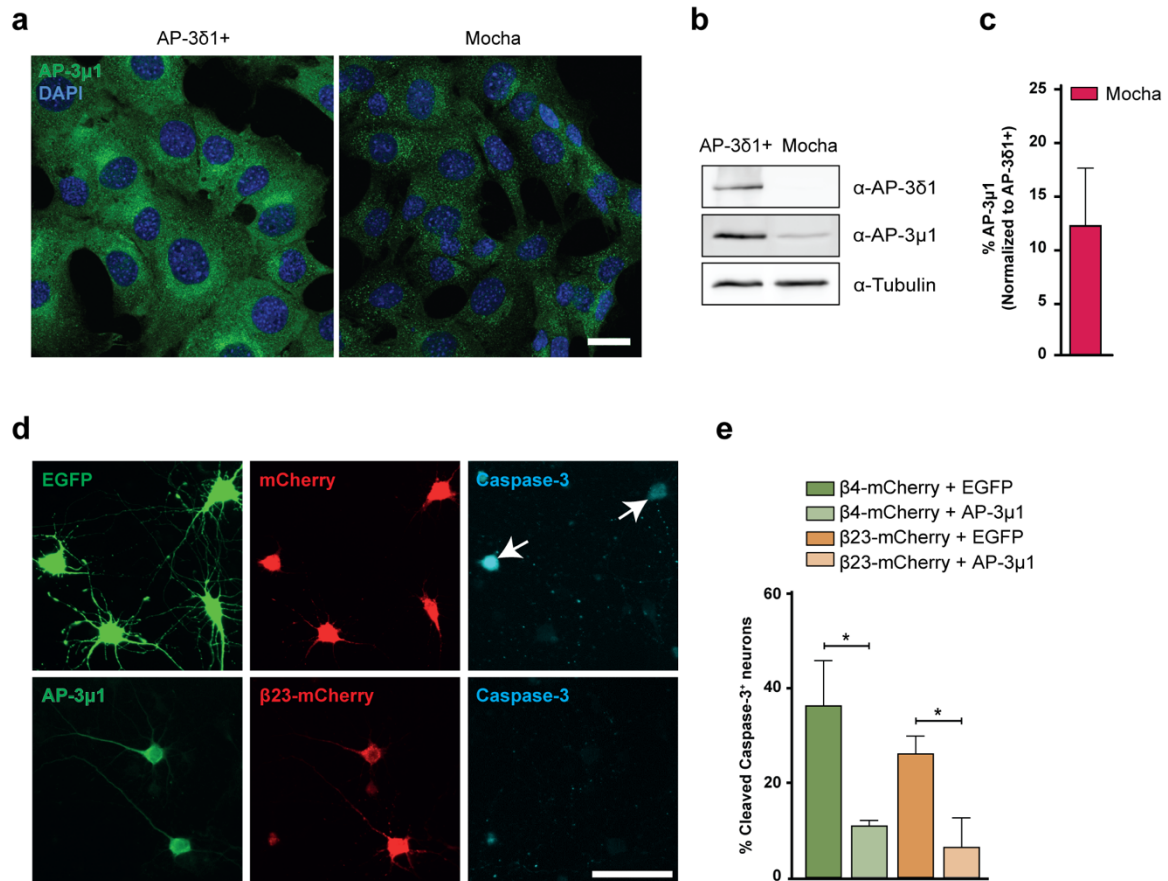 a
AP-3δ1+
Mocha
AP-3µ1
DAPI
b
AP-3δ1+ Mocha
α-AP-3δ1
α-AP-3µ1
α-Tubulin
c
Mocha
% AP-3µ1
(Normalized to AP-3δ1+)
25
20
15
10
5
0
d
EGFP
mCherry
Caspase-3
AP-3µ1
β23-mCherry
Caspase-3
e
β4-mCherry + EGFP
β4-mCherry + AP-3µ1
β23-mCherry + EGFP
β23-mCherry + AP-3µ1
% Cleaved Caspase-3⁺ neurons
60
40
20
0
*
*